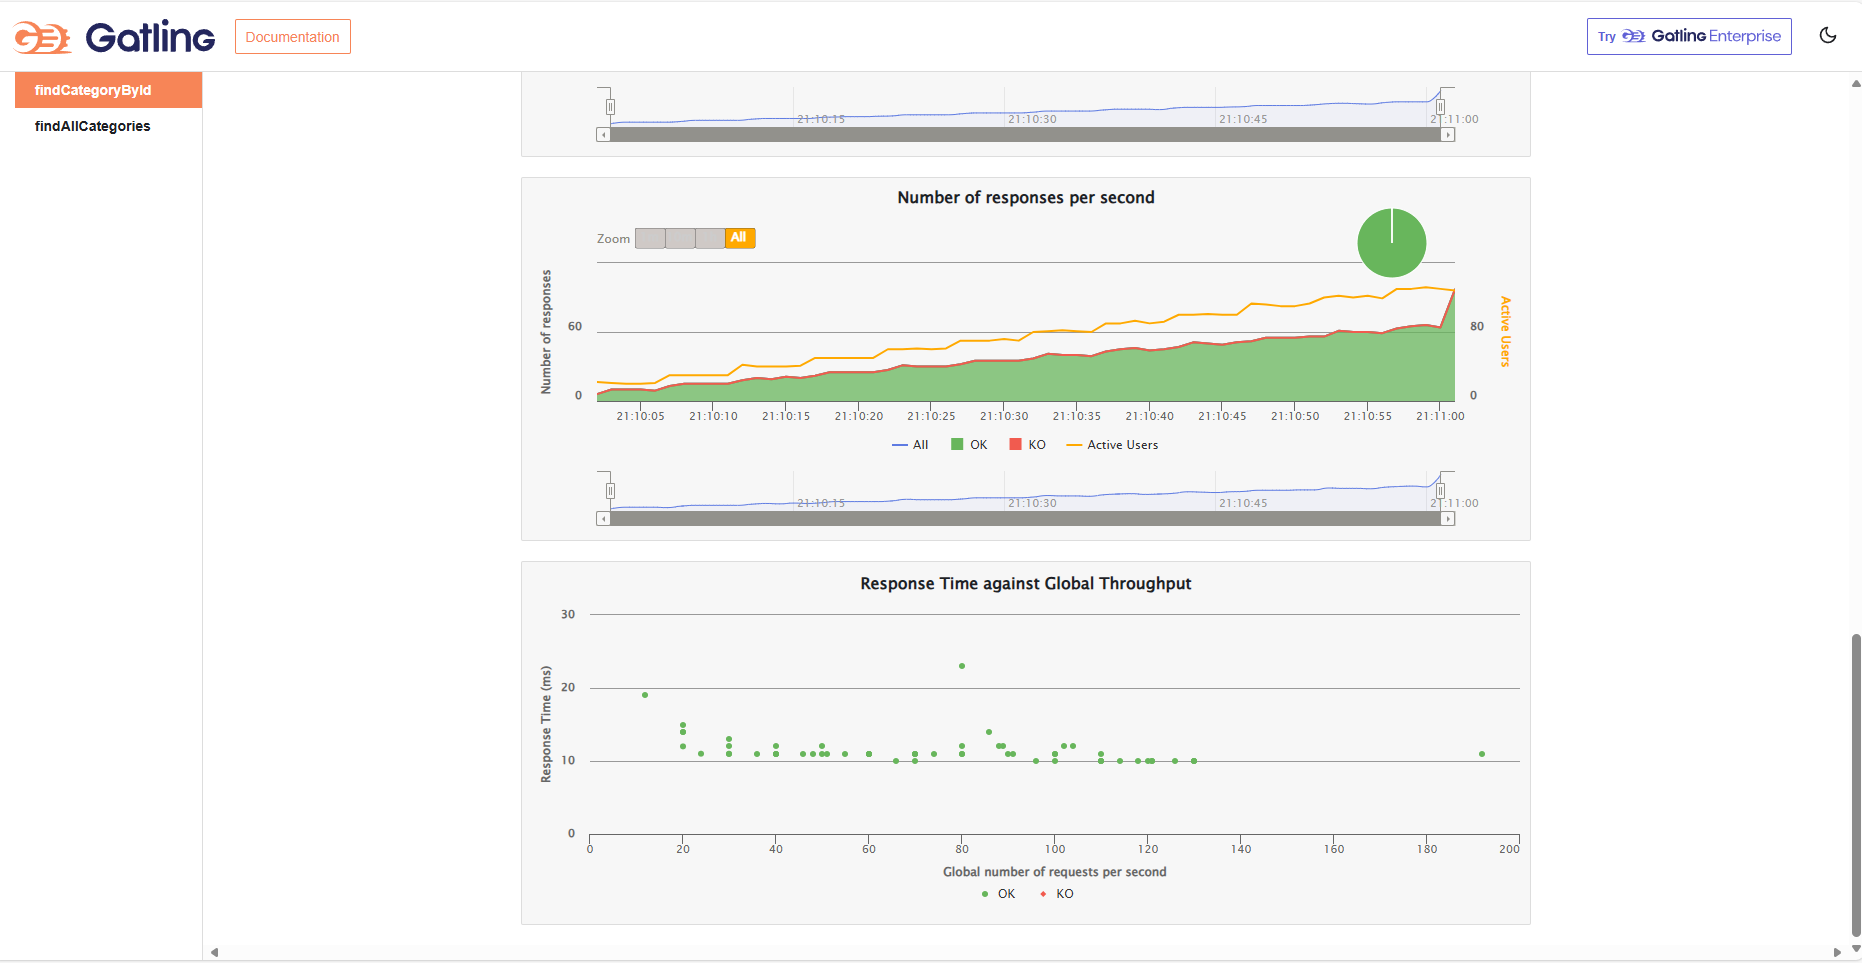 Gatling
Documentation
Try Gatling Enterprise
findCategoryById
findAllCategories
21:10:15 21:10:30 21:10:45 21:11:00
Number of responses per second
Zoom All
Number of responses
60
0
80
0
Active Users
21:10:05 21:10:10 21:10:15 21:10:20 21:10:25 21:10:30 21:10:35 21:10:40 21:10:45 21:10:50 21:10:55 21:11:00
All OK KO Active Users
21:10:15 21:10:30 21:10:45 21:11:00
Response Time against Global Throughput
Response Time (ms)
30
20
10
0
0 20 40 60 80 100 120 140 160 180 200
Global number of requests per second
OK KO